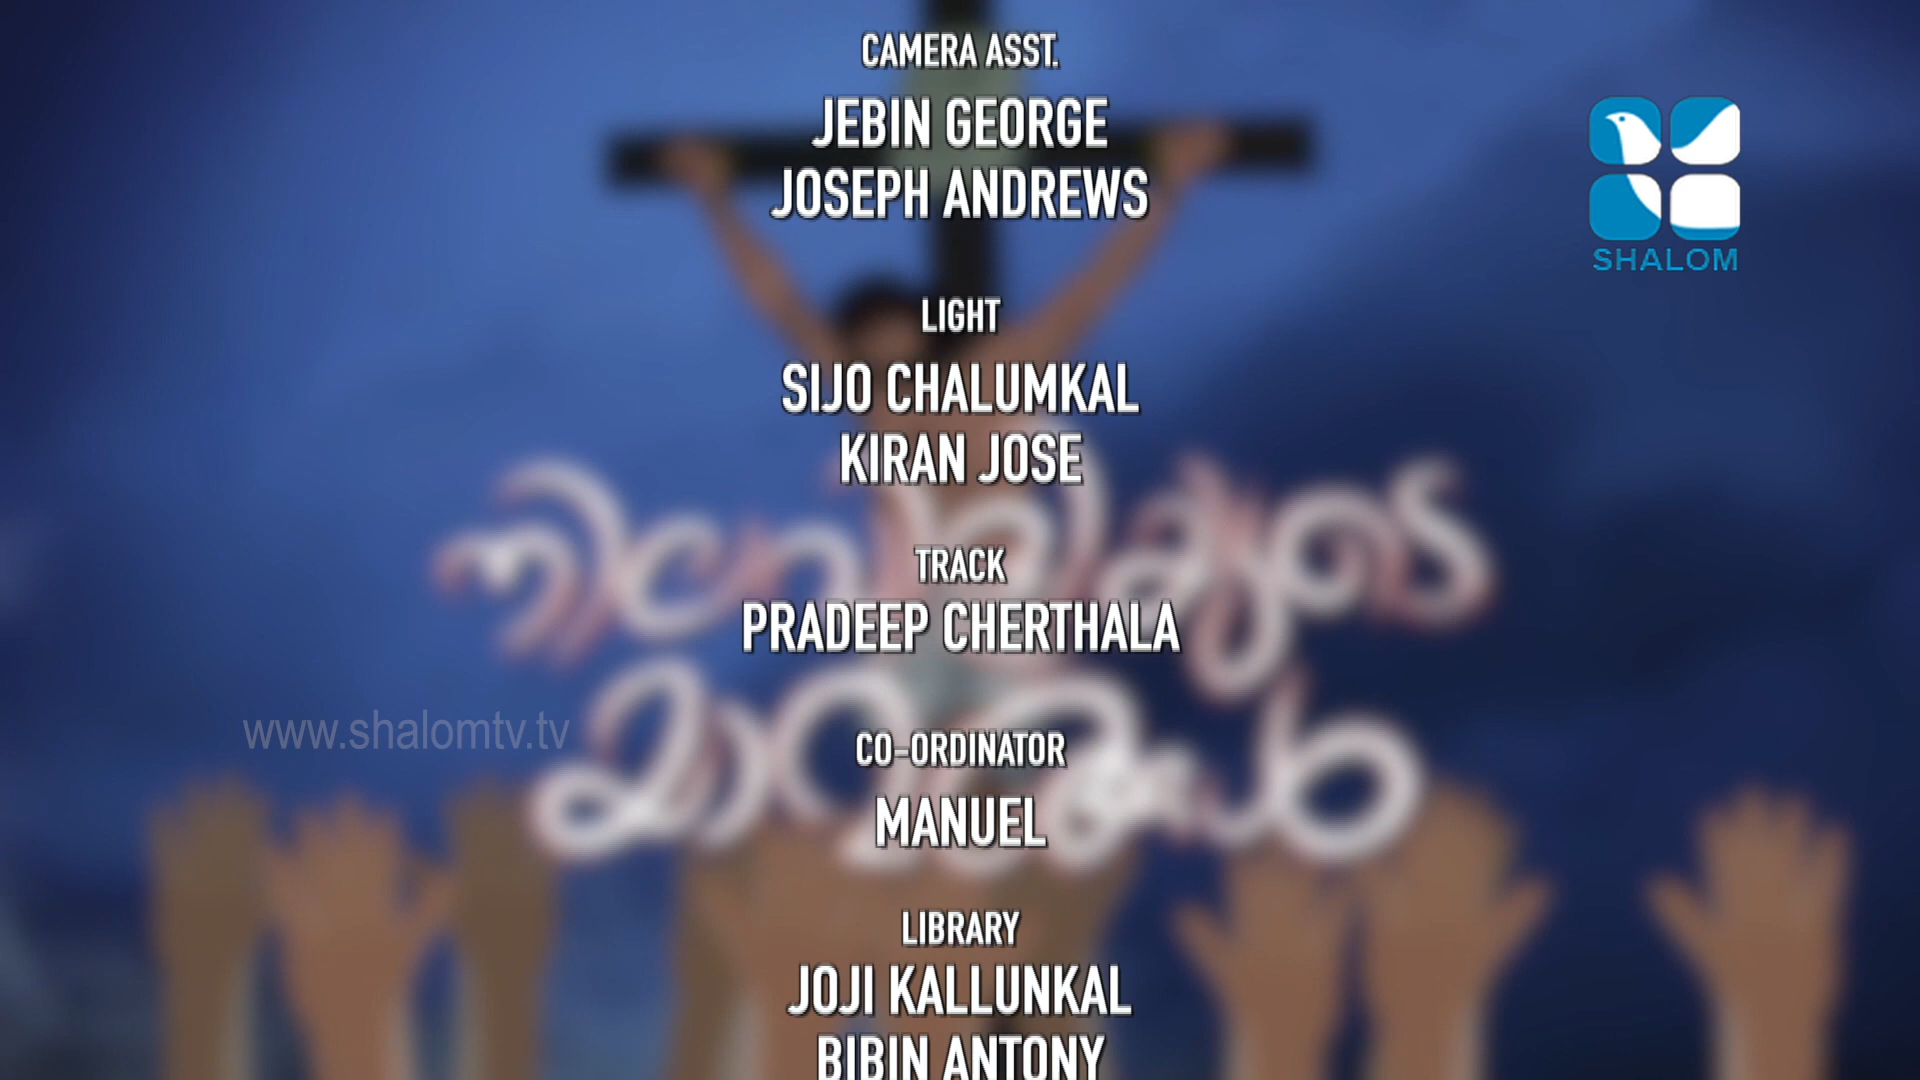 CAMERA ASST.
JEBIN GEORGE
JOSEPH ANDREWS
SHALOM
LIGHT
SIJO CHALUMKAL
KIRAN JOSE
TRACK
PRADEEP CHERTHALA
www.shalomtv.tv
CO-ORDINATOR
MANUEL
LIBRARY
JOJI KALLUNKAL
BIBIN ANTONY